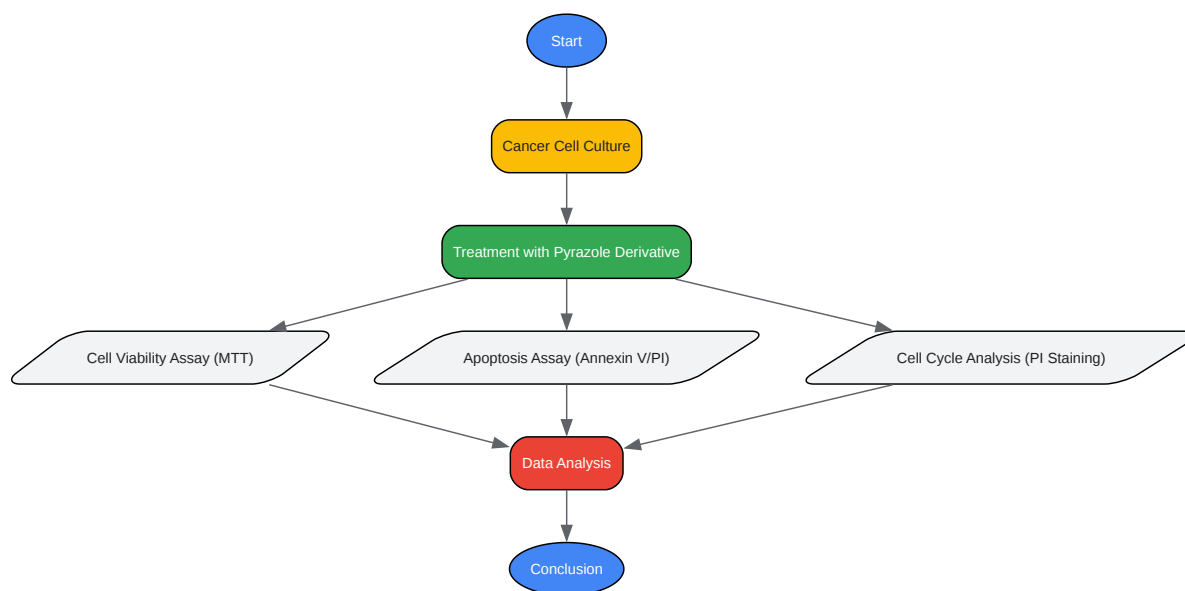 Start
Cancer Cell Culture
Treatment with Pyrazole Derivative
Cell Viability Assay (MTT)
Apoptosis Assay (Annexin V/PI)
Cell Cycle Analysis (PI Staining)
Data Analysis
Conclusion